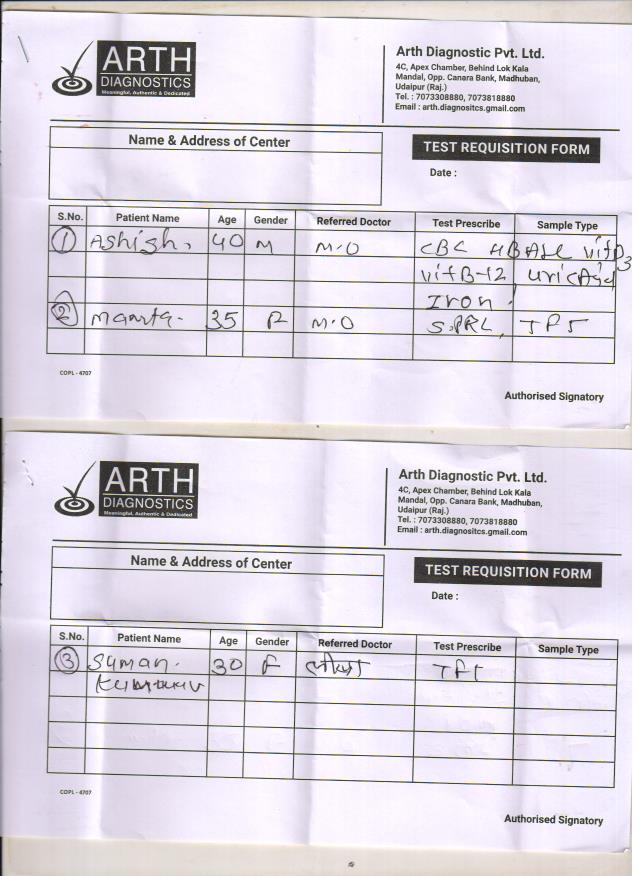 ARTH
DIAGNOSTICS
Meaningful, Authentic & Dedicated
Arth Diagnostic Pvt. Ltd.
4C, Apex Chamber, Behind Lok Kala
Mandal, Opp. Canara Bank, Madhuban,
Udaipur (Raj.)
Tel. : 7073308880, 7073818880
Email : arth.diagnositcs.gmail.com
Name & Address of Center
TEST REQUISITION FORM
Date :
S.No. Patient Name Age Gender Referred Doctor Test Prescribe Sample Type
1 Ashish. 40 M M.O CBC HBA1C Vit D3
Vit B-12 Uric Acid
Iron
2 Mamta. 35 F M.O S.PRL, TFT
COPL - 4707
Authorised Signatory
ARTH
DIAGNOSTICS
Meaningful, Authentic & Dedicated
Arth Diagnostic Pvt. Ltd.
4C, Apex Chamber, Behind Lok Kala
Mandal, Opp. Canara Bank, Madhuban,
Udaipur (Raj.)
Tel. : 7073308880, 7073818880
Email : arth.diagnositcs.gmail.com
Name & Address of Center
TEST REQUISITION FORM
Date :
S.No. Patient Name Age Gender Referred Doctor Test Prescribe Sample Type
3 Suman. 30 F TFT
COPL - 4707
Authorised Signatory